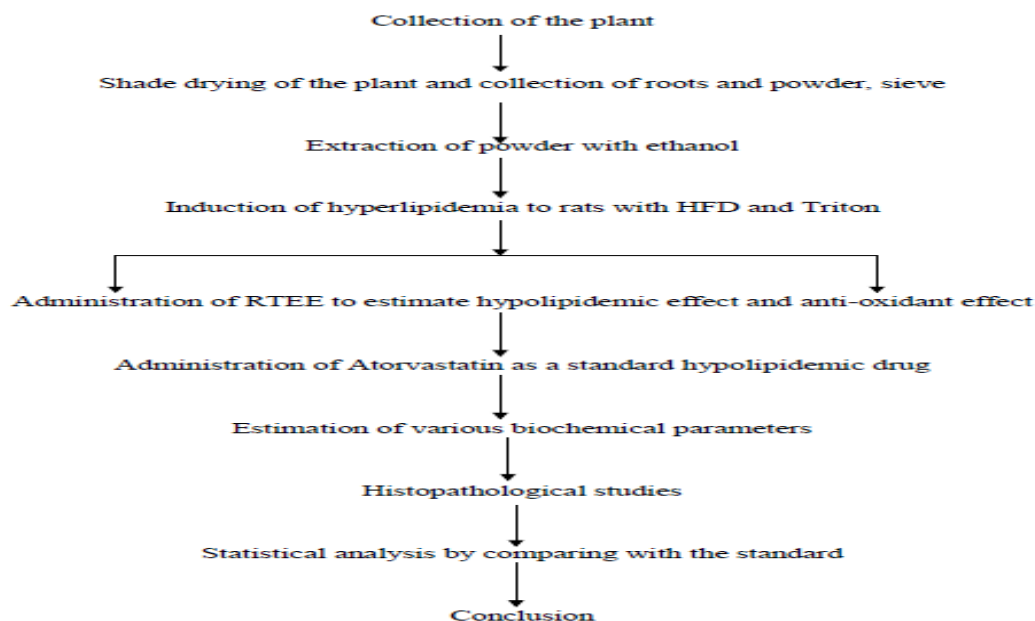 Collection of the plant
Shade drying of the plant and collection of roots and powder, sieve
Extraction of powder with ethanol
Induction of hyperlipidemia to rats with HFD and Triton
Administration of RTEE to estimate hypolipidemic effect and anti-oxidant effect
Administration of Atorvastatin as a standard hypolipidemic drug
Estimation of various biochemical parameters
Histopathological studies
Statistical analysis by comparing with the standard
Conclusion